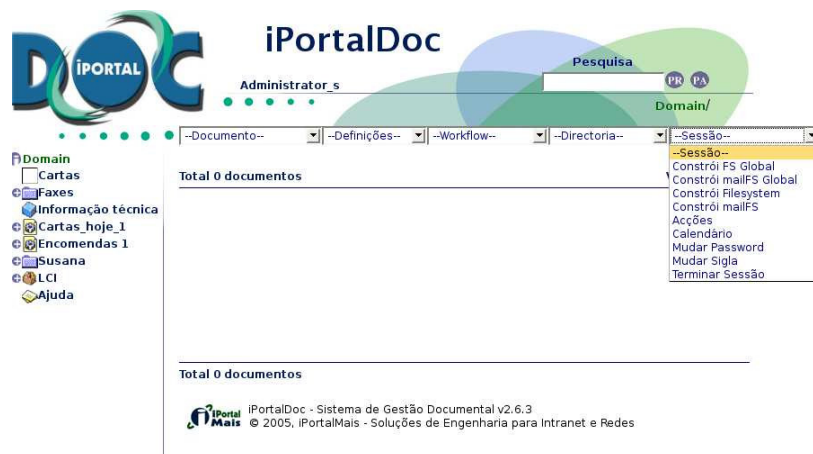 DOC
iPORTAL
iPortalDoc
Pesquisa
Administrator_s
PR PA
Domain/
--Documento-- --Definições-- --Workflow-- --Directoria-- --Sessão--
Domain
Cartas
Faxes
Informação técnica
Cartas_hoje_1
Encomendas 1
Susana
LCI
Ajuda
Total 0 documentos
--Sessão--
Constrói FS Global
Constrói mailFS Global
Constrói Filesystem
Constrói mailFS
Acções
Calendário
Mudar Password
Mudar Sigla
Terminar Sessão
Total 0 documentos
iPortal
Mais
iPortalDoc - Sistema de Gestão Documental v2.6.3
© 2005, iPortalMais - Soluções de Engenharia para Intranet e Redes